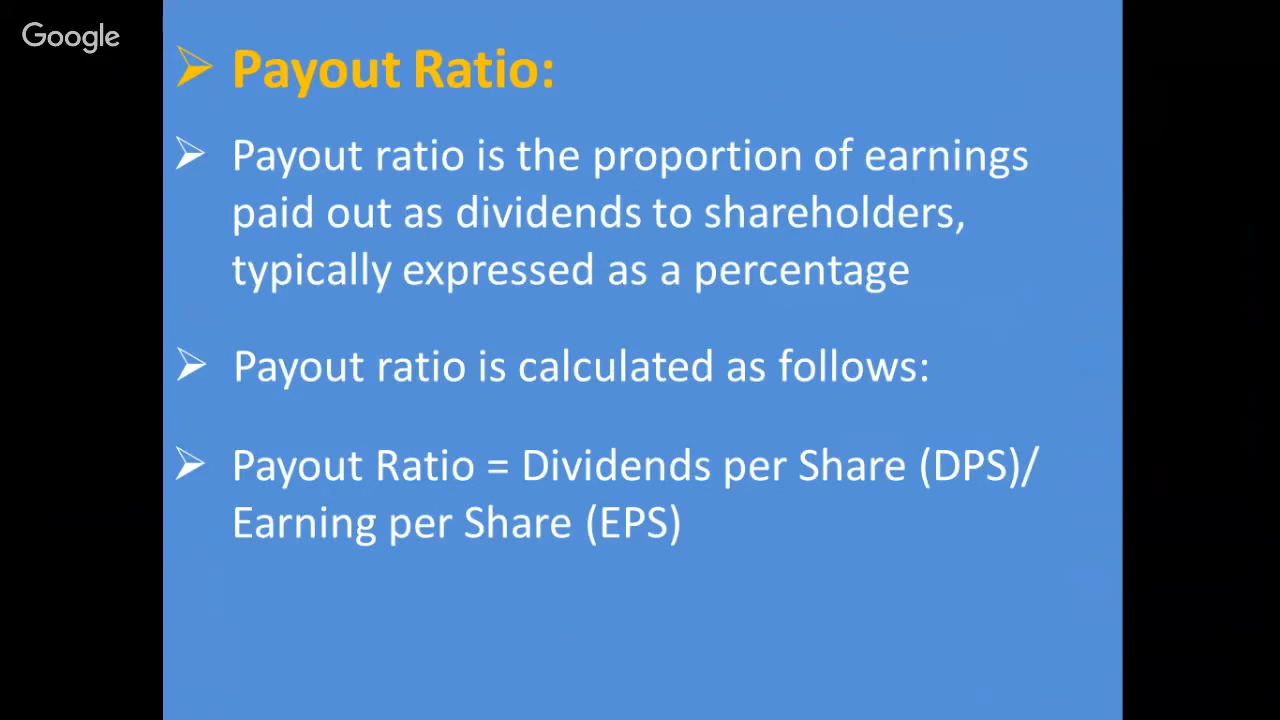 Google
Payout Ratio:
Payout ratio is the proportion of earnings
paid out as dividends to shareholders,
typically expressed as a percentage
Payout ratio is calculated as follows:
Payout Ratio = Dividends per Share (DPS)/
Earning per Share (EPS)